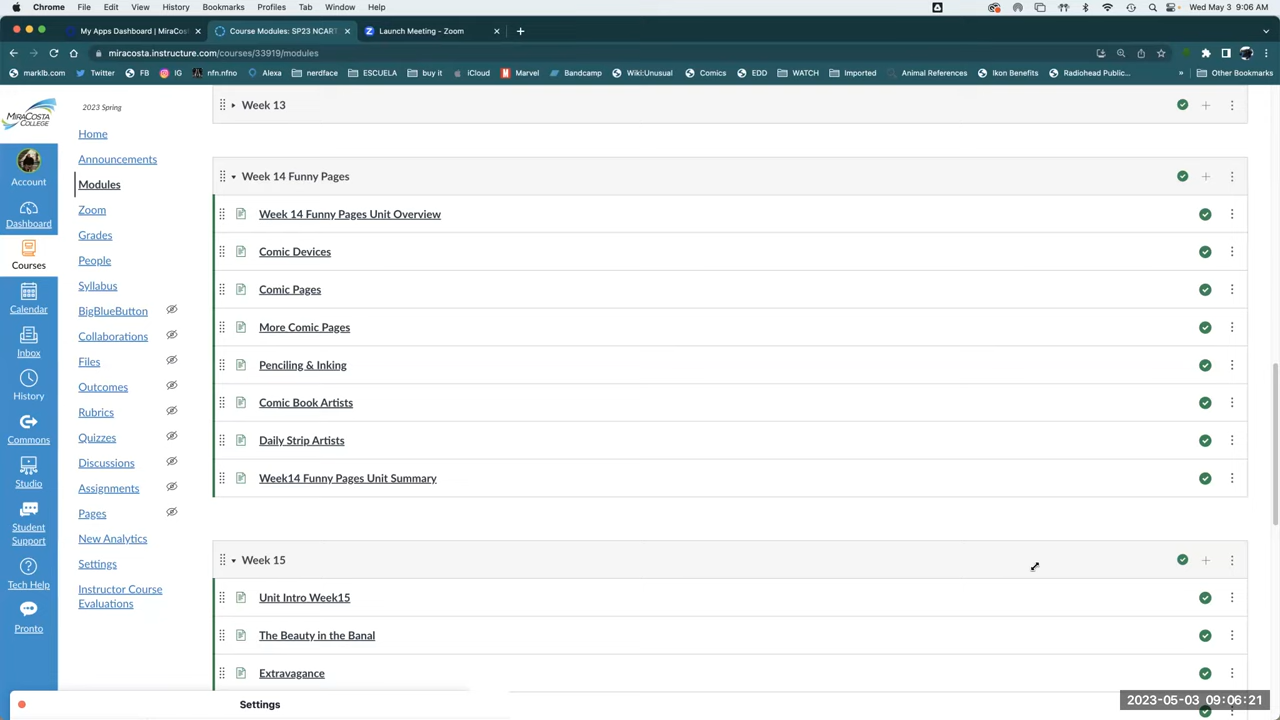 Chrome File Edit View History Bookmarks Profiles Tab Window Help
Wed May 3 9:06 AM
My Apps Dashboard | MiraCos
Course Modules: SP23 NCART
Launch Meeting - Zoom
miracosta.instructure.com/courses/33919/modules
marklb.com Twitter FB IG nfn.nfno Alexa nerdface ESCUELA buy it iCloud Marvel Bandcamp Wiki:Unusual Comics EDD WATCH Imported Animal References Ikon Benefits Radiohead Public... » Other Bookmarks
MIRACOSTA COLLEGE
Account
Dashboard
Courses
Calendar
Inbox
History
Commons
Studio
Student Support
Tech Help
Pronto
2023 Spring
Home
Announcements
Modules
Zoom
Grades
People
Syllabus
BigBlueButton
Collaborations
Files
Outcomes
Rubrics
Quizzes
Discussions
Assignments
Pages
New Analytics
Settings
Instructor Course
Evaluations
Week 13
Week 14 Funny Pages
Week 14 Funny Pages Unit Overview
Comic Devices
Comic Pages
More Comic Pages
Penciling & Inking
Comic Book Artists
Daily Strip Artists
Week14 Funny Pages Unit Summary
Week 15
Unit Intro Week15
The Beauty in the Banal
Extravagance
Settings
2023-05-03 09:06:21